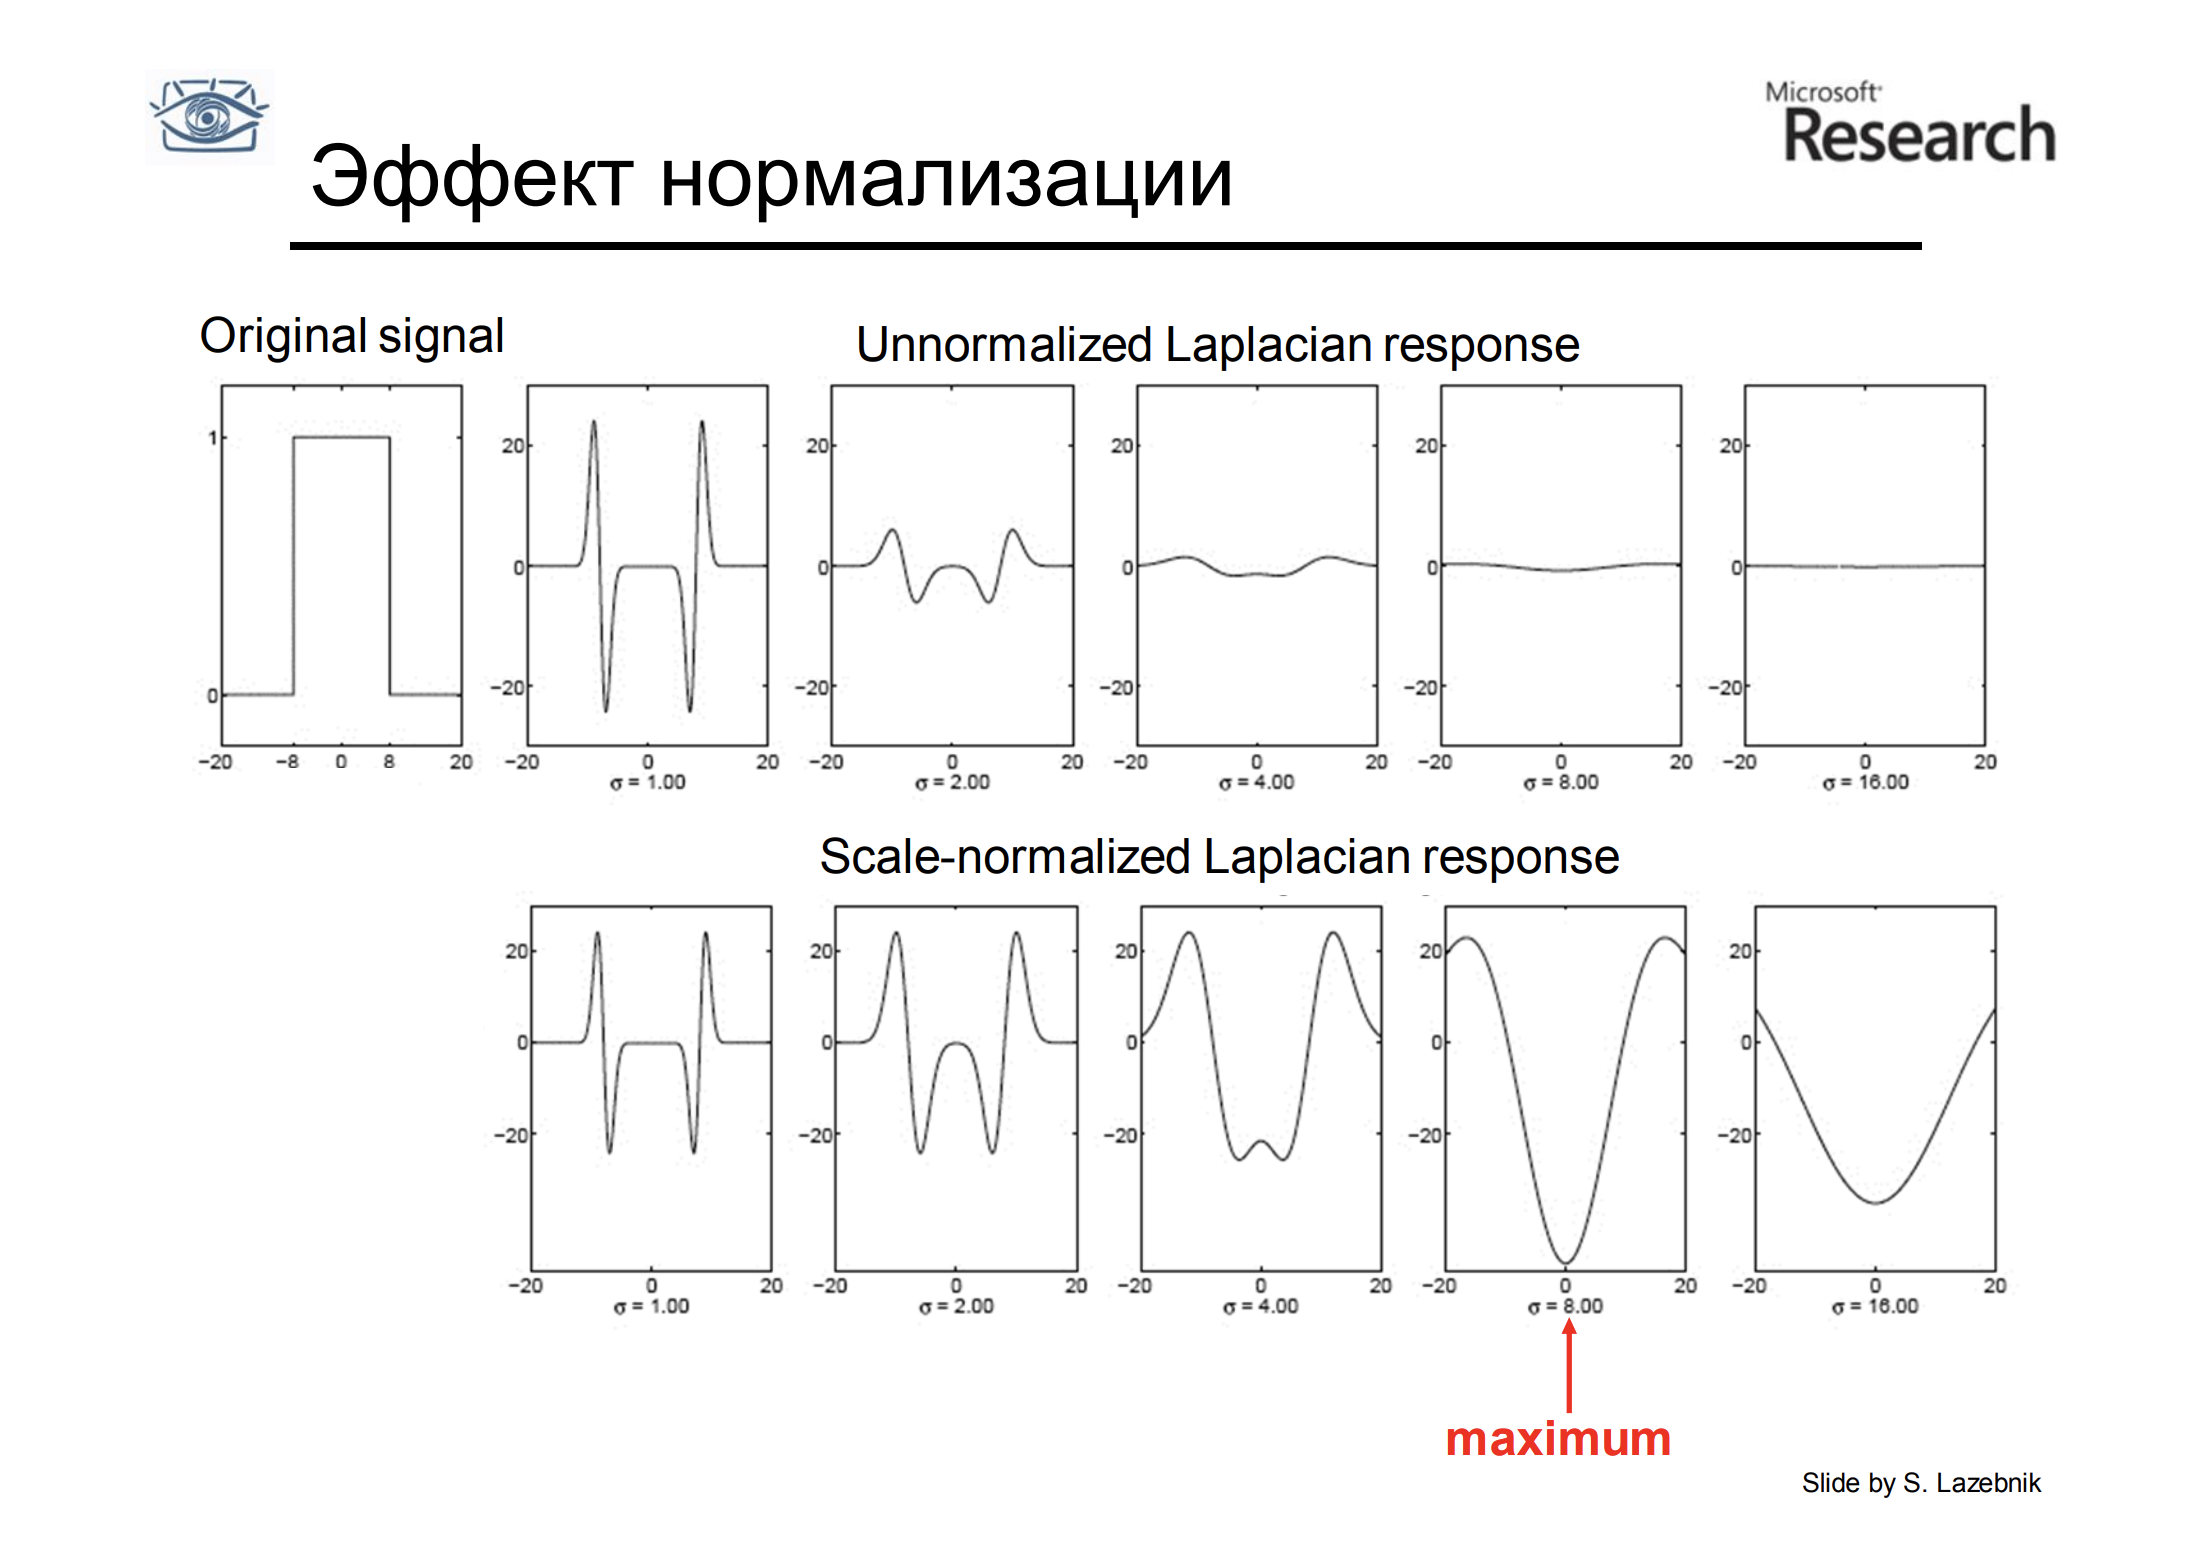 Microsoft®
Research
Эффект нормализации
Original signal
Unnormalized Laplacian response
1
0
−20 −8 0 8 20
20
0
−20
−20 0 20
σ = 1.00
20
0
−20
−20 0 20
σ = 2.00
20
0
−20
−20 0 20
σ = 4.00
20
0
−20
−20 0 20
σ = 8.00
20
0
−20
−20 0 20
σ = 16.00
Scale-normalized Laplacian response
20
0
−20
−20 0 20
σ = 1.00
20
0
−20
−20 0 20
σ = 2.00
20
0
−20
−20 0 20
σ = 4.00
20
0
−20
−20 0 20
σ = 8.00
20
0
−20
−20 0 20
σ = 16.00
maximum
Slide by S. Lazebnik